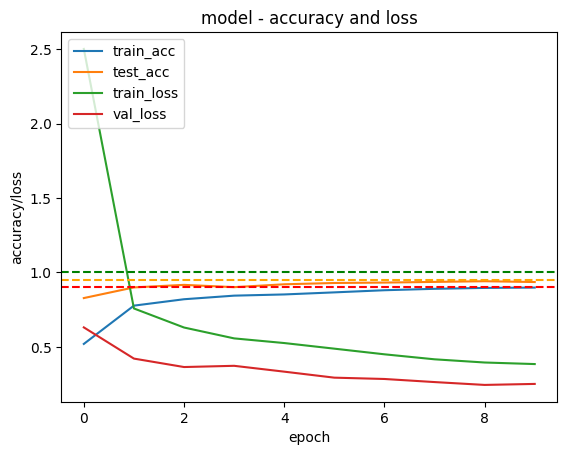 model - accuracy and loss
2.5
2.0
1.5
1.0
0.5
accuracy/loss
train_acc
test_acc
train_loss
val_loss
0
2
4
6
8
epoch